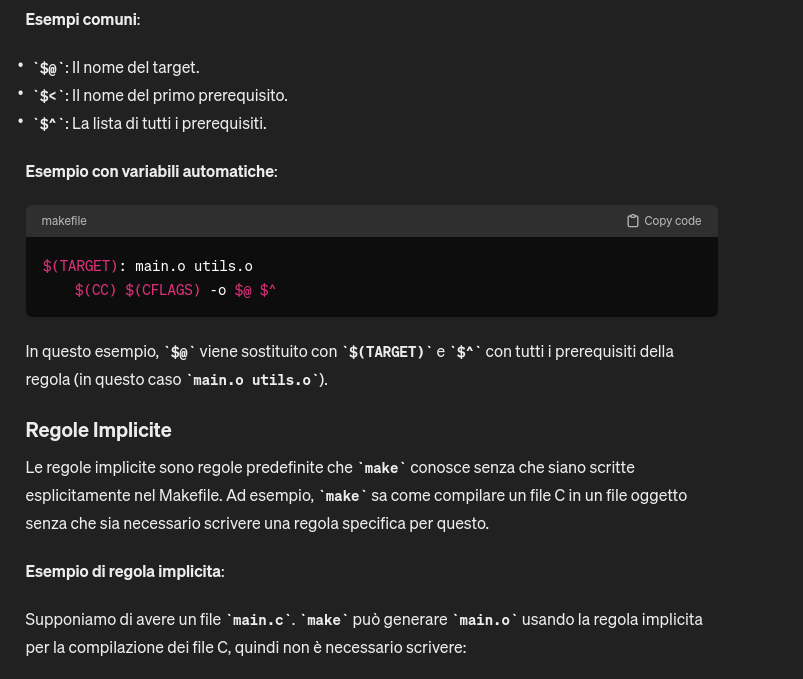 Esempi comuni:
• `$@`: Il nome del target.
• `$<`: Il nome del primo prerequisito.
• `$^`: La lista di tutti i prerequisiti.
Esempio con variabili automatiche:
makefile Copy code
$(TARGET): main.o utils.o
    $(CC) $(CFLAGS) -o $@ $^
In questo esempio, `$@` viene sostituito con `$(TARGET)` e `$^` con tutti i prerequisiti della
regola (in questo caso `main.o utils.o`).
Regole Implicite
Le regole implicite sono regole predefinite che `make` conosce senza che siano scritte
esplicitamente nel Makefile. Ad esempio, `make` sa come compilare un file C in un file oggetto
senza che sia necessario scrivere una regola specifica per questo.
Esempio di regola implicita:
Supponiamo di avere un file `main.c`. `make` può generare `main.o` usando la regola implicita
per la compilazione dei file C, quindi non è necessario scrivere: